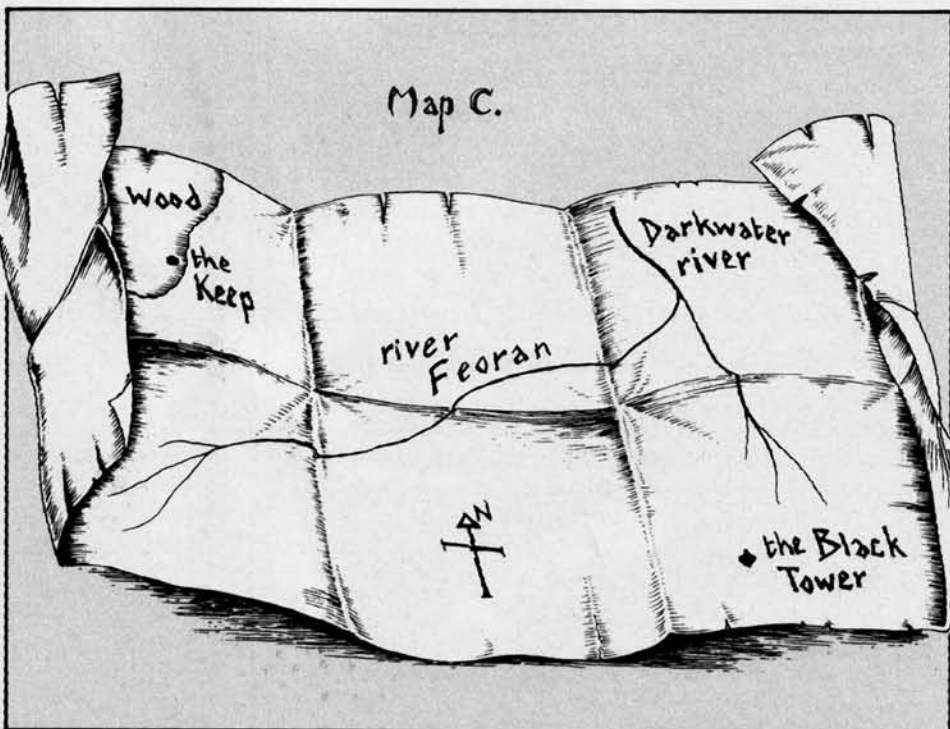 Map C.
Wood
the
Keep
Darkwater
river
river
Feoran
N
the Black
Tower